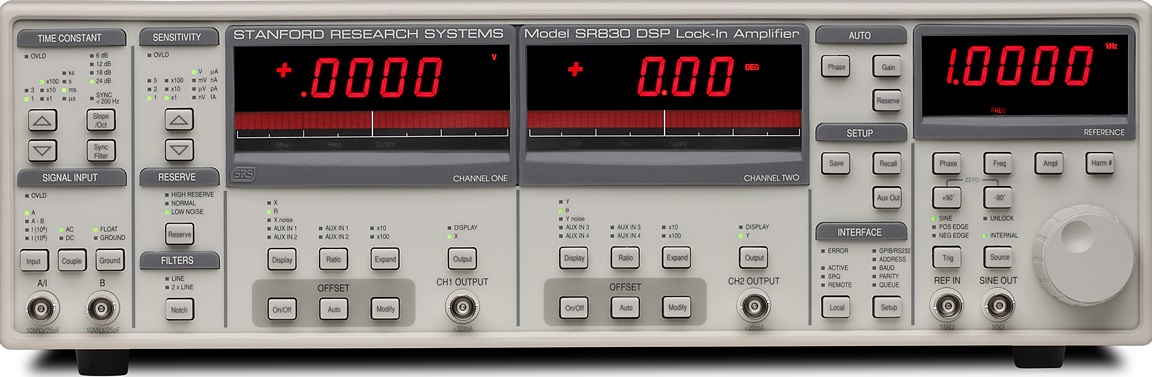 TIME CONSTANT
OVLD
6 dB
12 dB
18 dB
24 dB
ks
x100 s
3 x10 ms
1 x1 µs
SYNC
< 200 Hz
Slope
/Oct
Sync
Filter
SIGNAL INPUT
OVLD
A
A - B
I (10⁶) AC FLOAT
I (10⁸) DC GROUND
Input
Couple
Ground
A/I
B
10MΩ/25pF
10MΩ/25pF
SENSITIVITY
OVLD
V µA
5 x100 mV nA
2 x10 µV pA
1 x1 nV fA
RESERVE
HIGH RESERVE
NORMAL
LOW NOISE
Reserve
FILTERS
LINE
2 x LINE
Notch
STANFORD RESEARCH SYSTEMS
+ .0000 V
SRS
CHANNEL ONE
X
R
X noise
AUX IN 1 AUX IN 1 x10
AUX IN 2 AUX IN 2 x100
DISPLAY
X
Display
Ratio
Expand
Output
OFFSET
On/Off
Auto
Modify
CH1 OUTPUT
<20mA
Model SR830 DSP Lock-In Amplifier
+ 0.00 DEG
CHANNEL TWO
Y
θ
Y noise
AUX IN 3 AUX IN 3 x10
AUX IN 4 AUX IN 4 x100
DISPLAY
Y
Display
Ratio
Expand
Output
OFFSET
On/Off
Auto
Modify
CH2 OUTPUT
<20mA
AUTO
Phase
Gain
Reserve
SETUP
Save
Recall
Aux Out
INTERFACE
ERROR
ACTIVE
SRQ
REMOTE
GPIB/RS232
ADDRESS
BAUD
PARITY
QUEUE
Local
Setup
1.0000 kHz
FREQ
REFERENCE
Phase
Freq
Ampl
Harm #
ZERO
+90°
-90°
SINE
POS EDGE
NEG EDGE
UNLOCK
INTERNAL
Trig
Source
REF IN
SINE OUT
1MΩ
50Ω